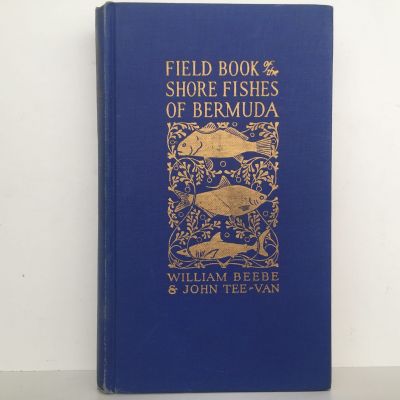 FIELD BOOK of the
SHORE FISHES
OF BERMUDA
WILLIAM BEEBE
& JOHN TEE-VAN